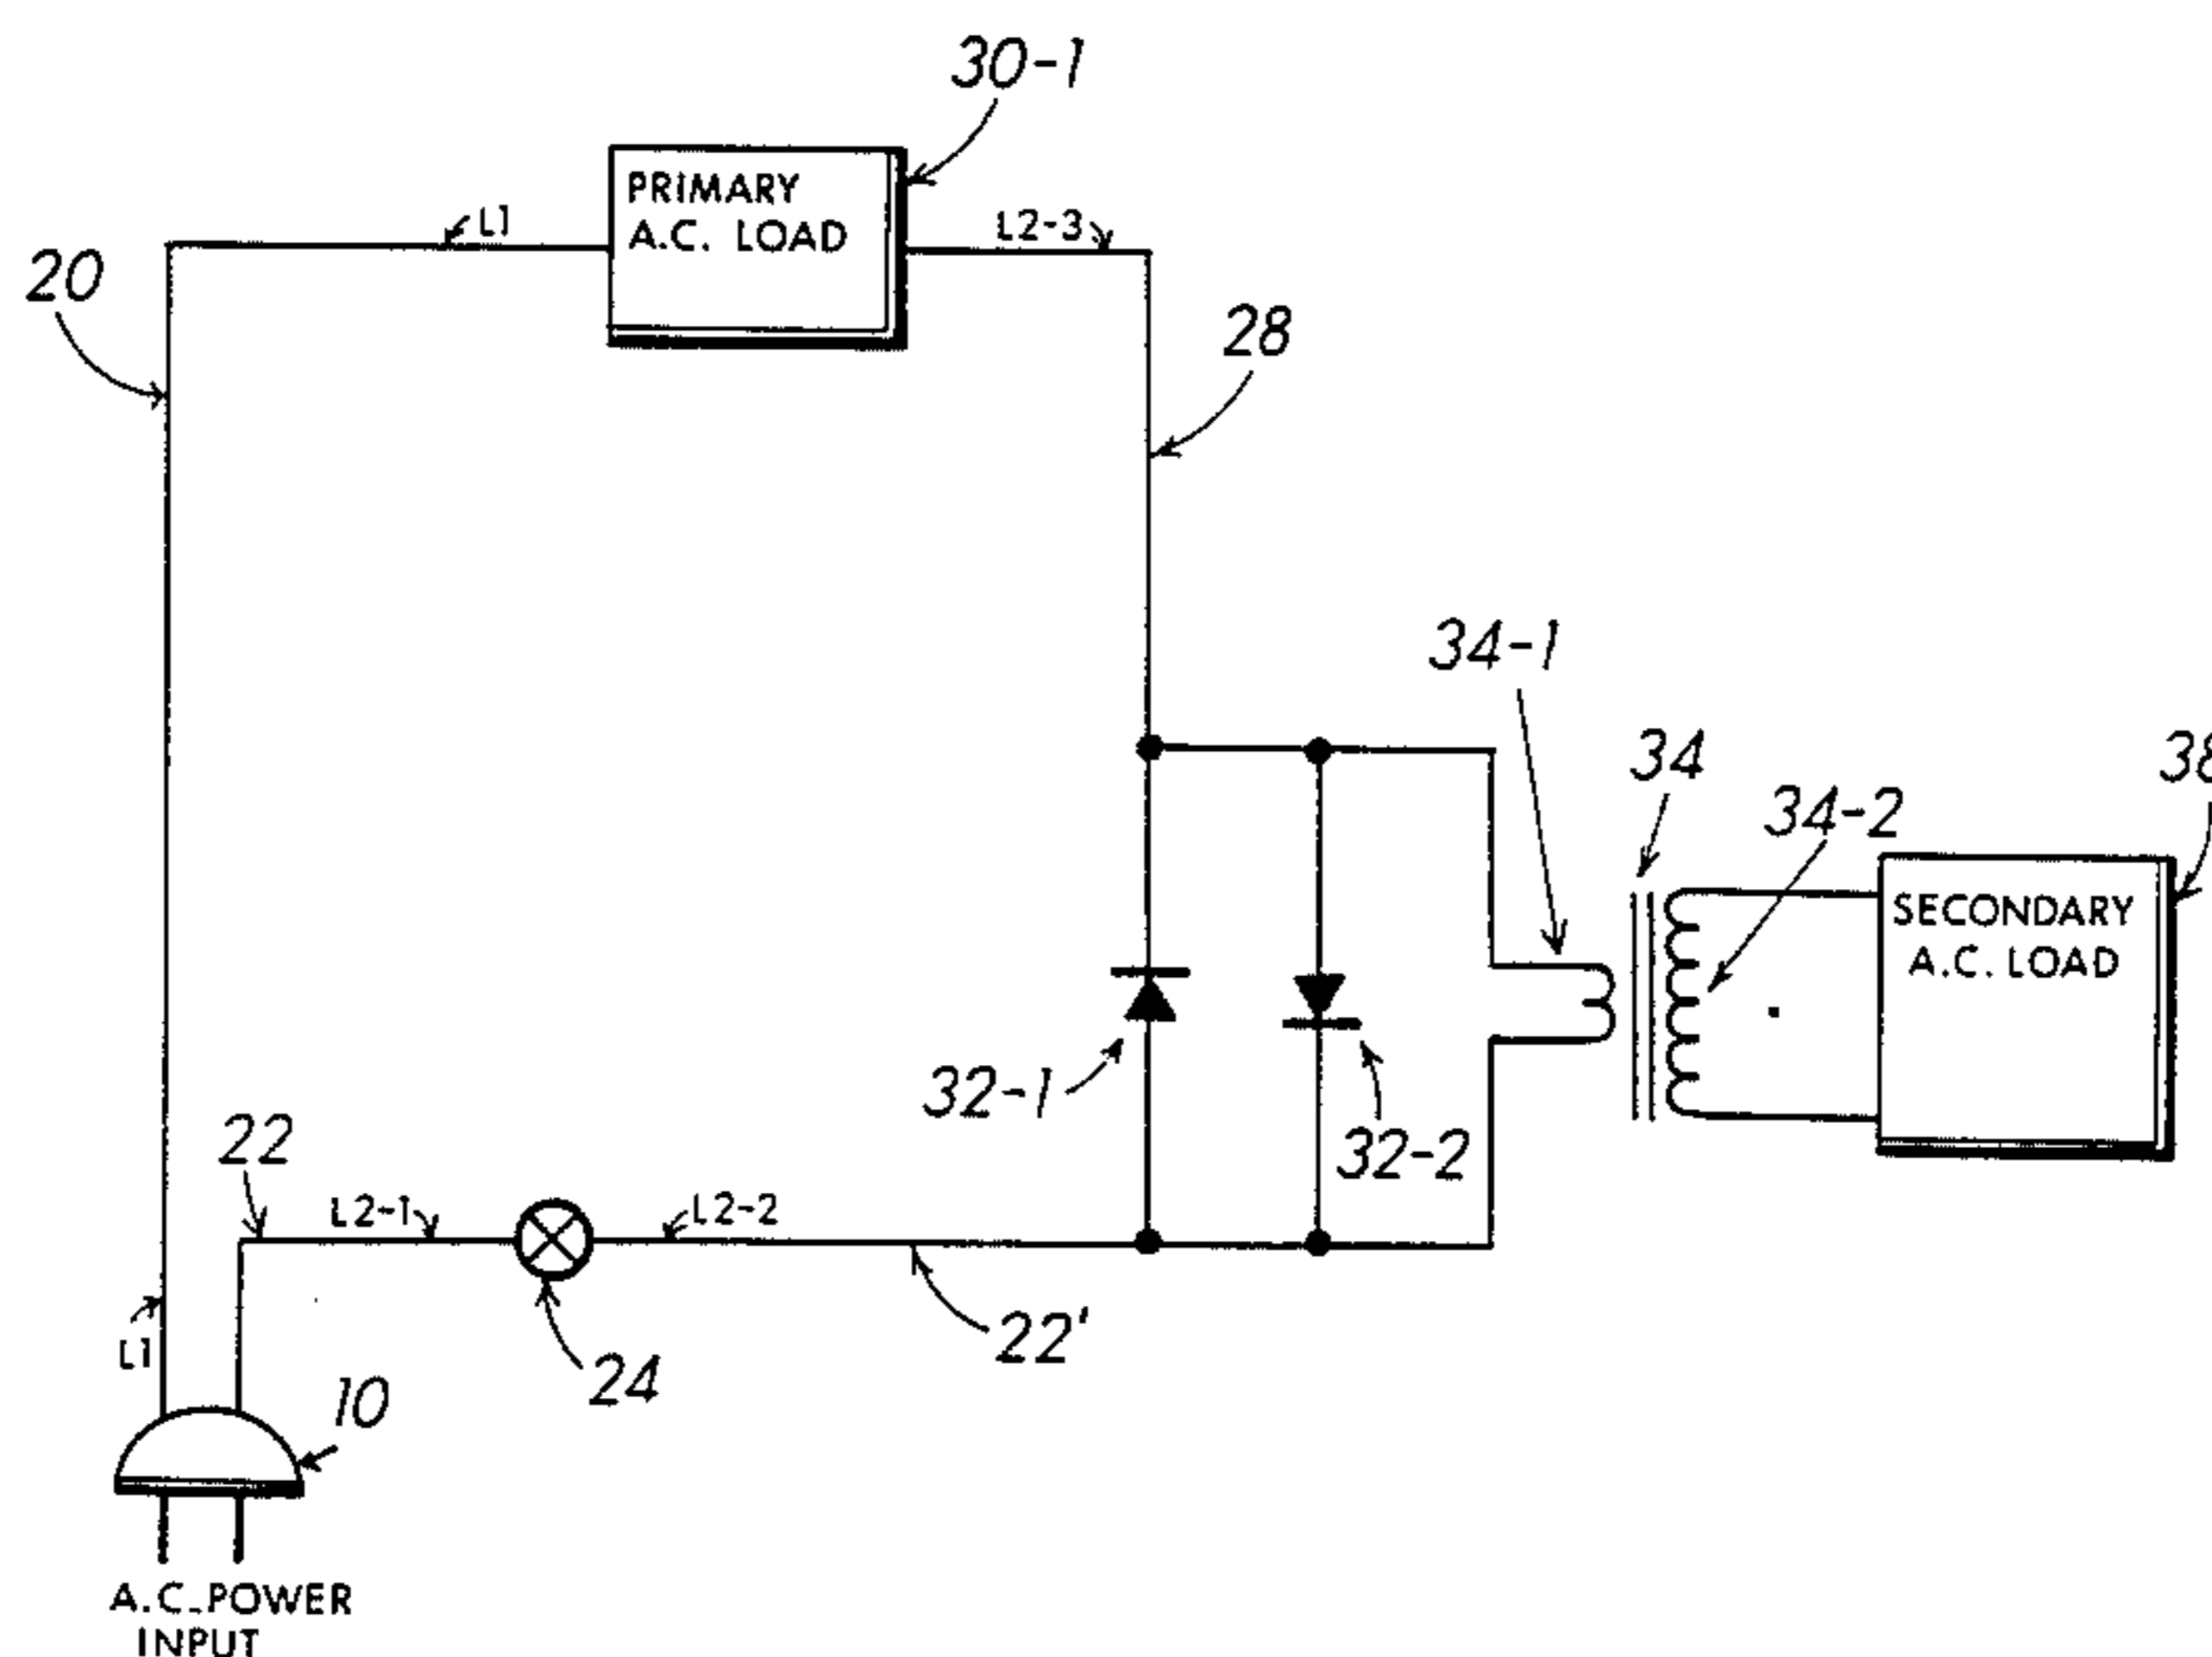 30-1
PRIMARY
A.C. LOAD
L1
L2-3
20
28
34-1
34
38
34-2
SECONDARY
A.C. LOAD
32-1
32-2
22
L2-1
L2-2
22'
24
L1
10
A.C. POWER
INPUT